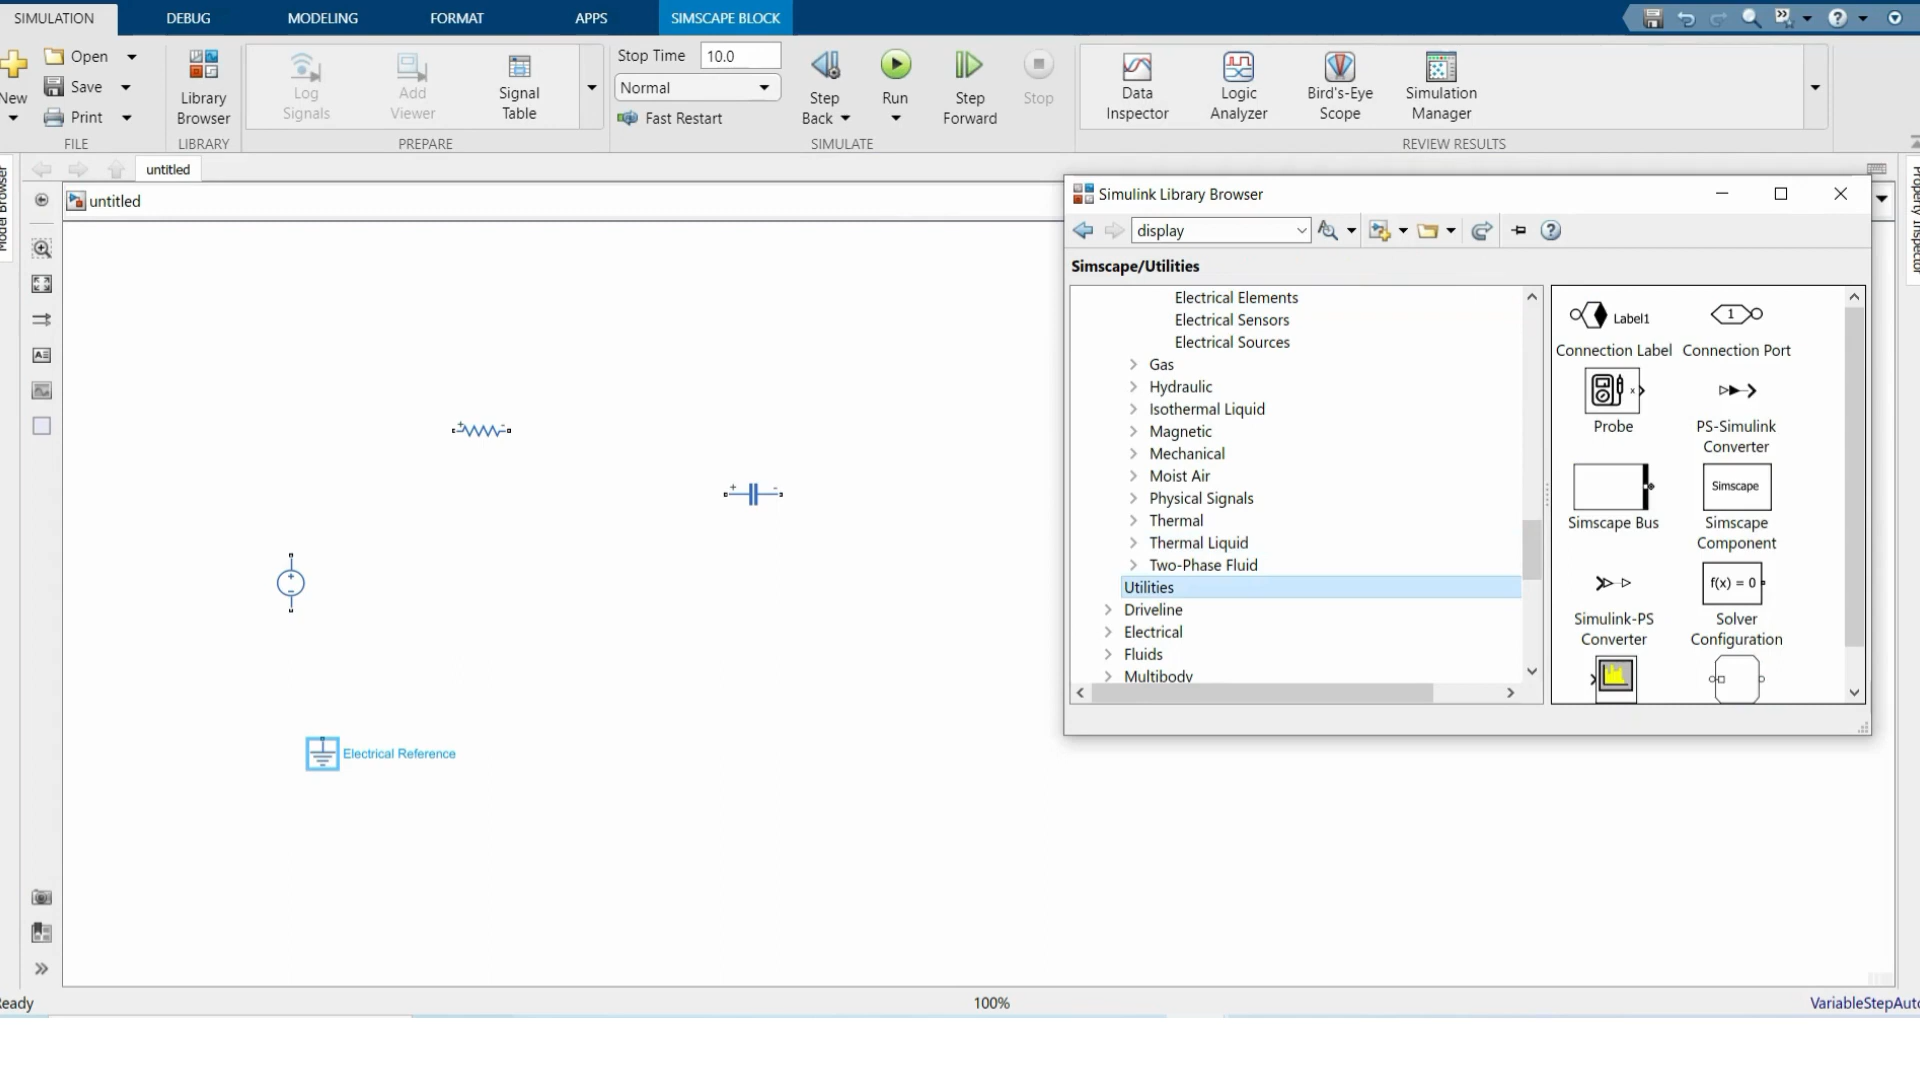 SIMULATION DEBUG MODELING FORMAT APPS SIMSCAPE BLOCK
New
Open
Save
Print
FILE
Library
Browser
LIBRARY
Log
Signals
Add
Viewer
Signal
Table
PREPARE
Stop Time 10.0
Normal
Fast Restart
Step
Back
Run
Step
Forward
Stop
SIMULATE
Data
Inspector
Logic
Analyzer
Bird's-Eye
Scope
Simulation
Manager
REVIEW RESULTS
Model Browser
untitled
untitled
Property Inspector
Electrical Reference
Simulink Library Browser
display
Simscape/Utilities
Electrical Elements
Electrical Sensors
Electrical Sources
Gas
Hydraulic
Isothermal Liquid
Magnetic
Mechanical
Moist Air
Physical Signals
Thermal
Thermal Liquid
Two-Phase Fluid
Utilities
Driveline
Electrical
Fluids
Multibody
Label1
1
Connection Label Connection Port
x
Probe
PS-Simulink
Converter
Simscape
Simscape Bus
Simscape
Component
f(x) = 0
Simulink-PS
Converter
Solver
Configuration
eady
100%
VariableStepAuto